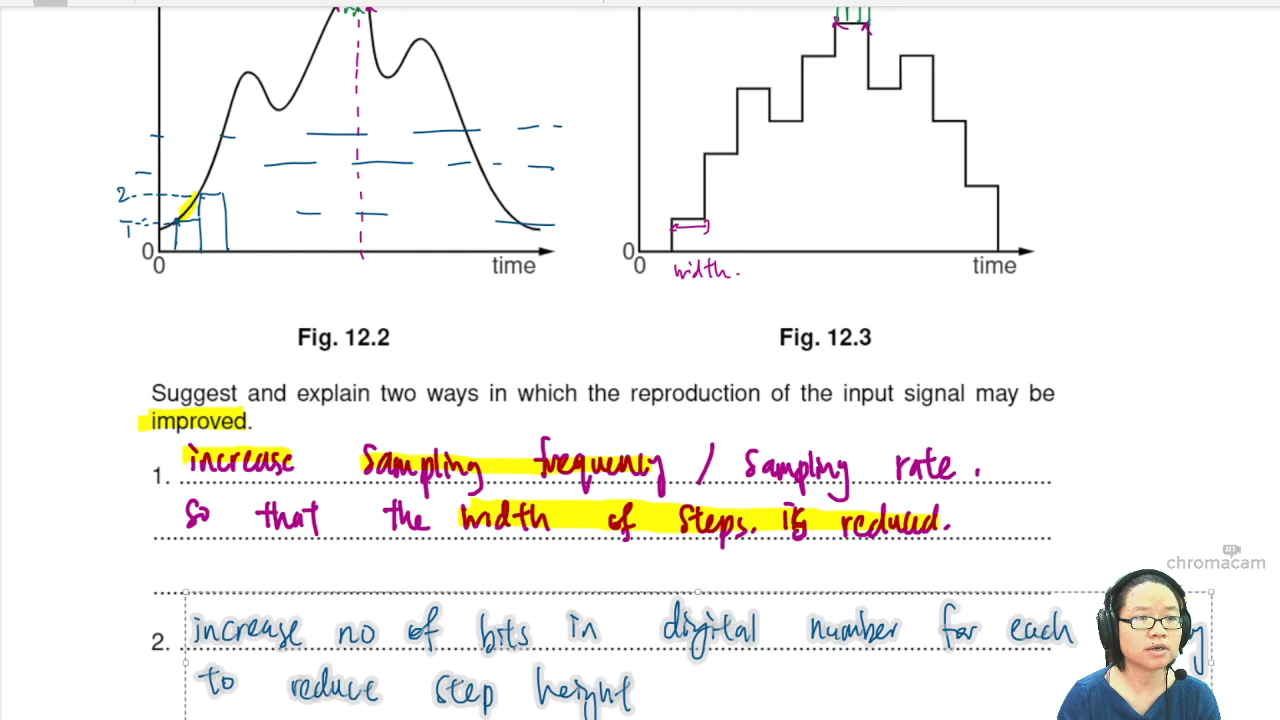 2
1
0
0
time
0
0
width.
time
Fig. 12.2
Fig. 12.3
Suggest and explain two ways in which the reproduction of the input signal may be
improved.
1. increase sampling frequency / sampling rate.
so that the width of steps. is reduced.
chromacam
2. increase no of bits in digital number for each
to reduce step height